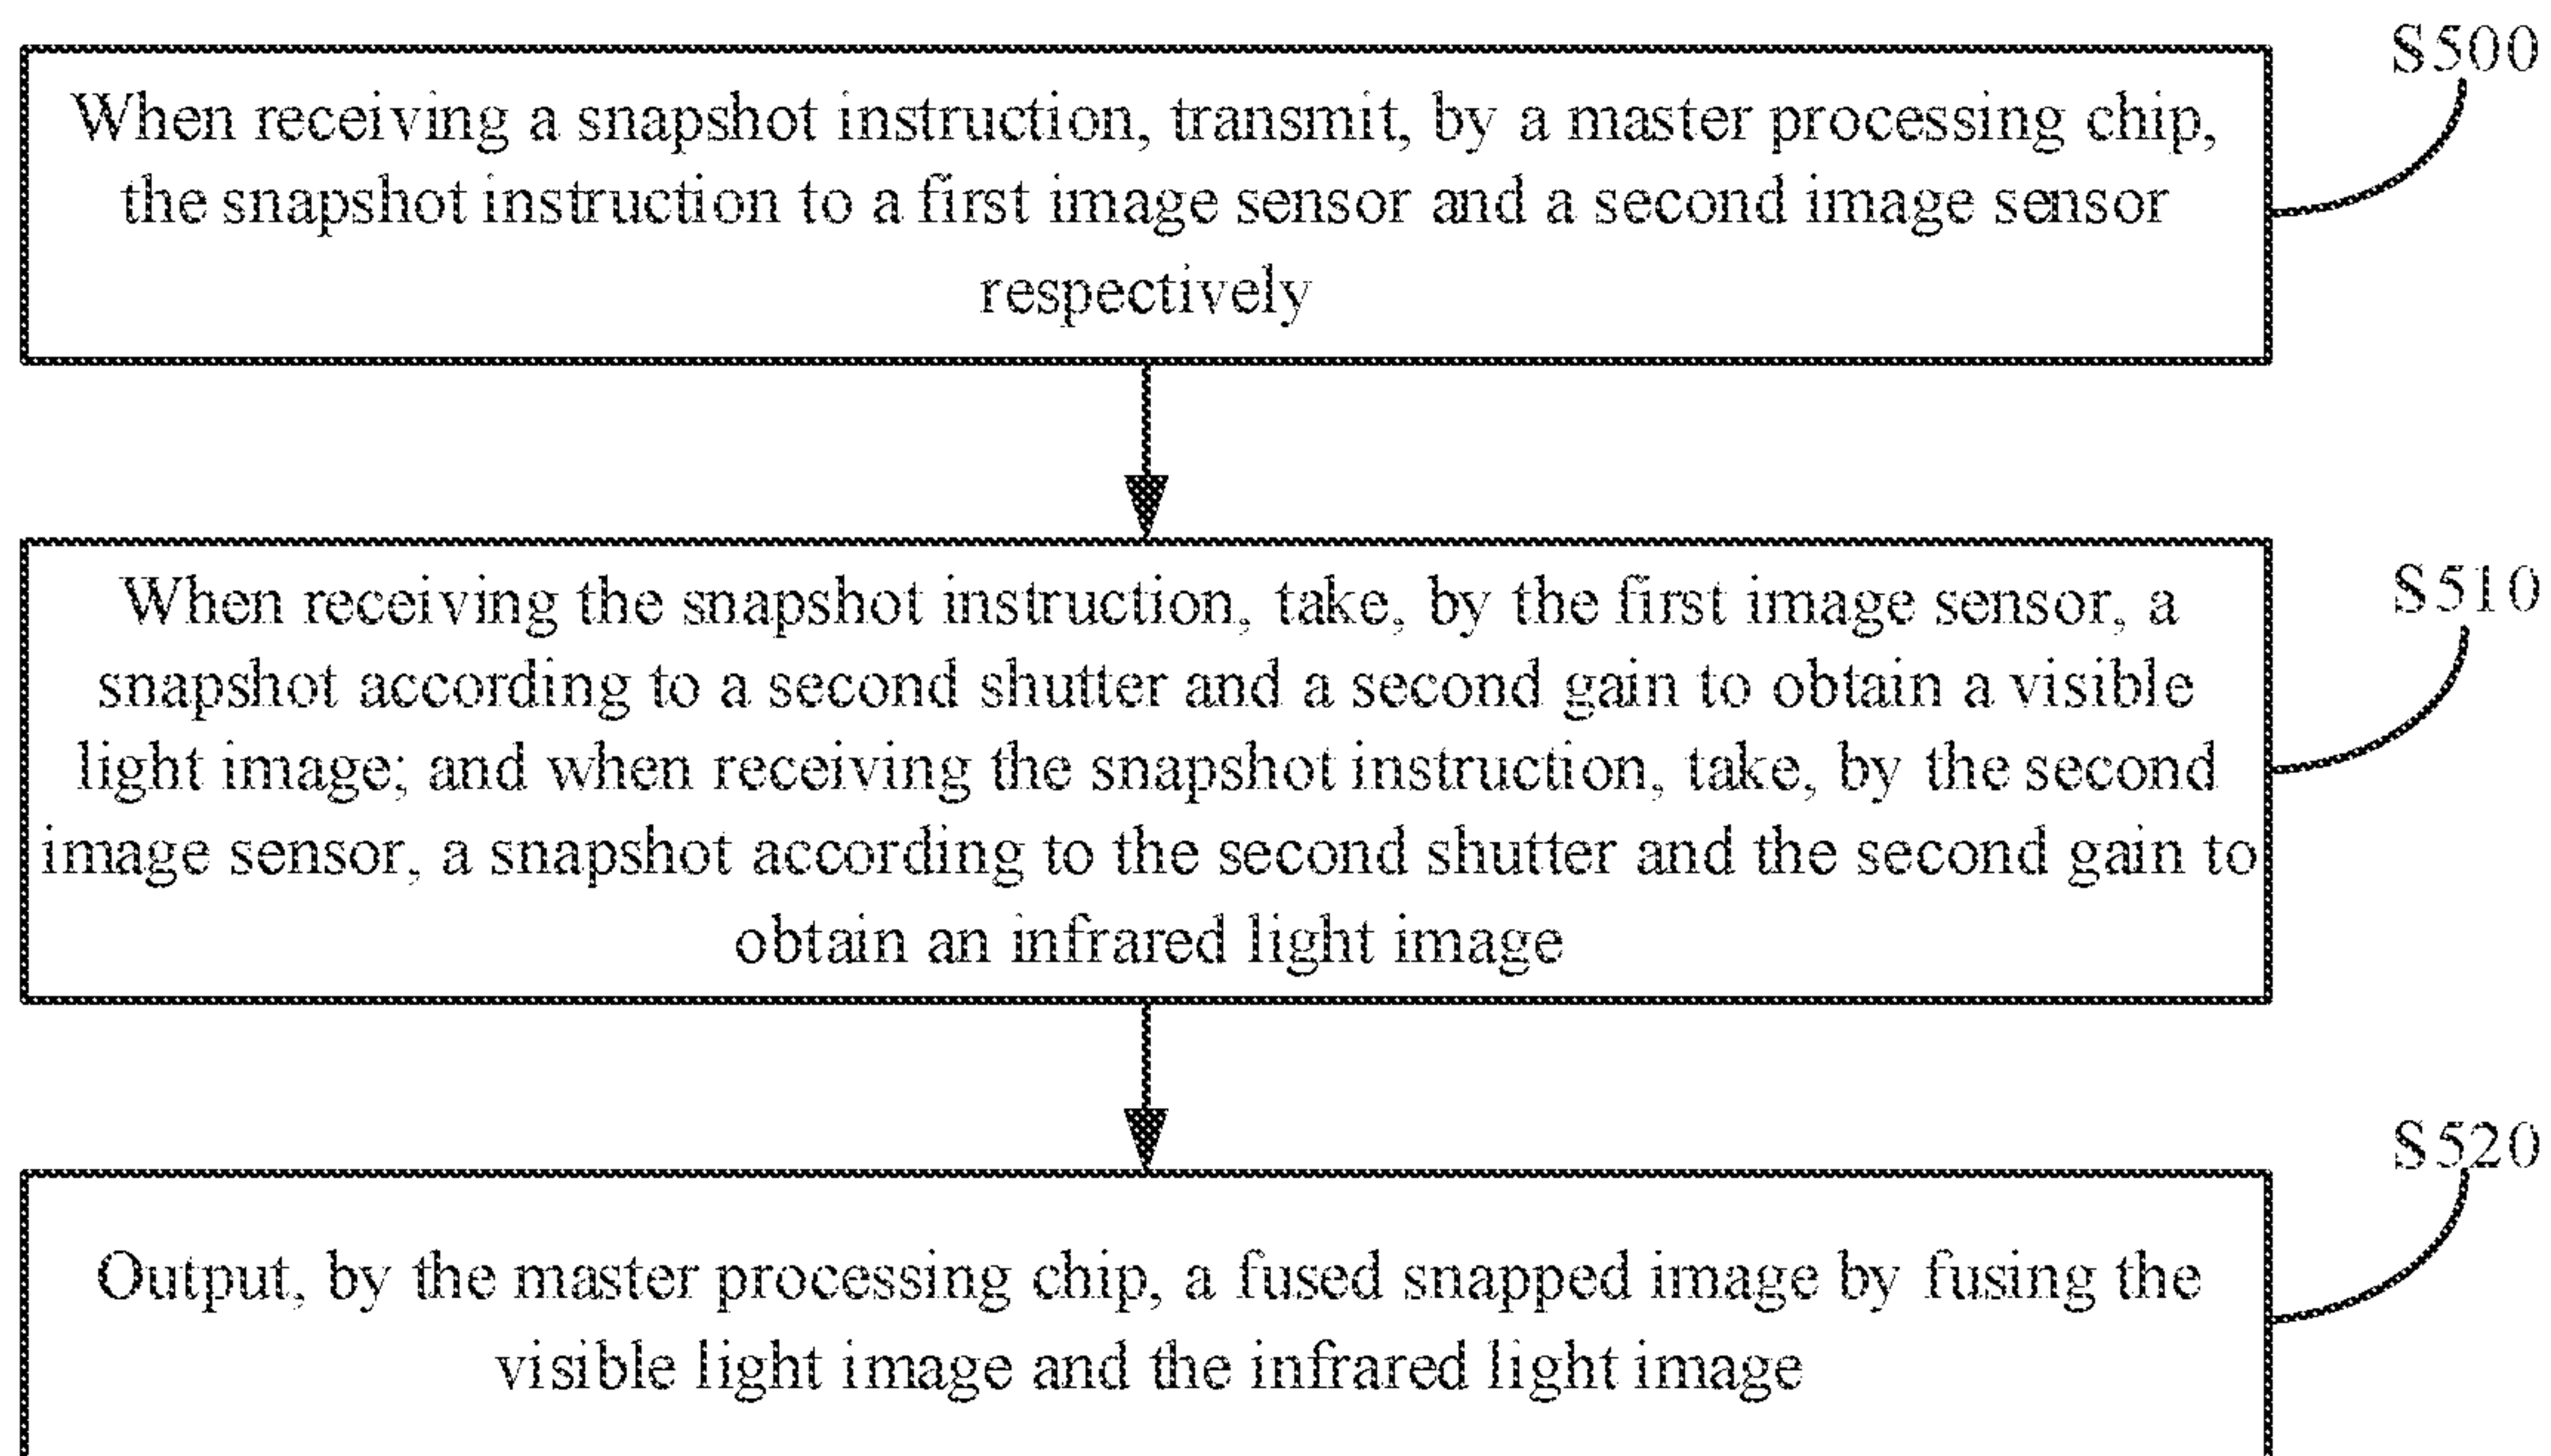 S500
When receiving a snapshot instruction, transmit, by a master processing chip,
the snapshot instruction to a first image sensor and a second image sensor
respectively
S510
When receiving the snapshot instruction, take, by the first image sensor, a
snapshot according to a second shutter and a second gain to obtain a visible
light image; and when receiving the snapshot instruction, take, by the second
image sensor, a snapshot according to the second shutter and the second gain to
obtain an infrared light image
S520
Output, by the master processing chip, a fused snapped image by fusing the
visible light image and the infrared light image